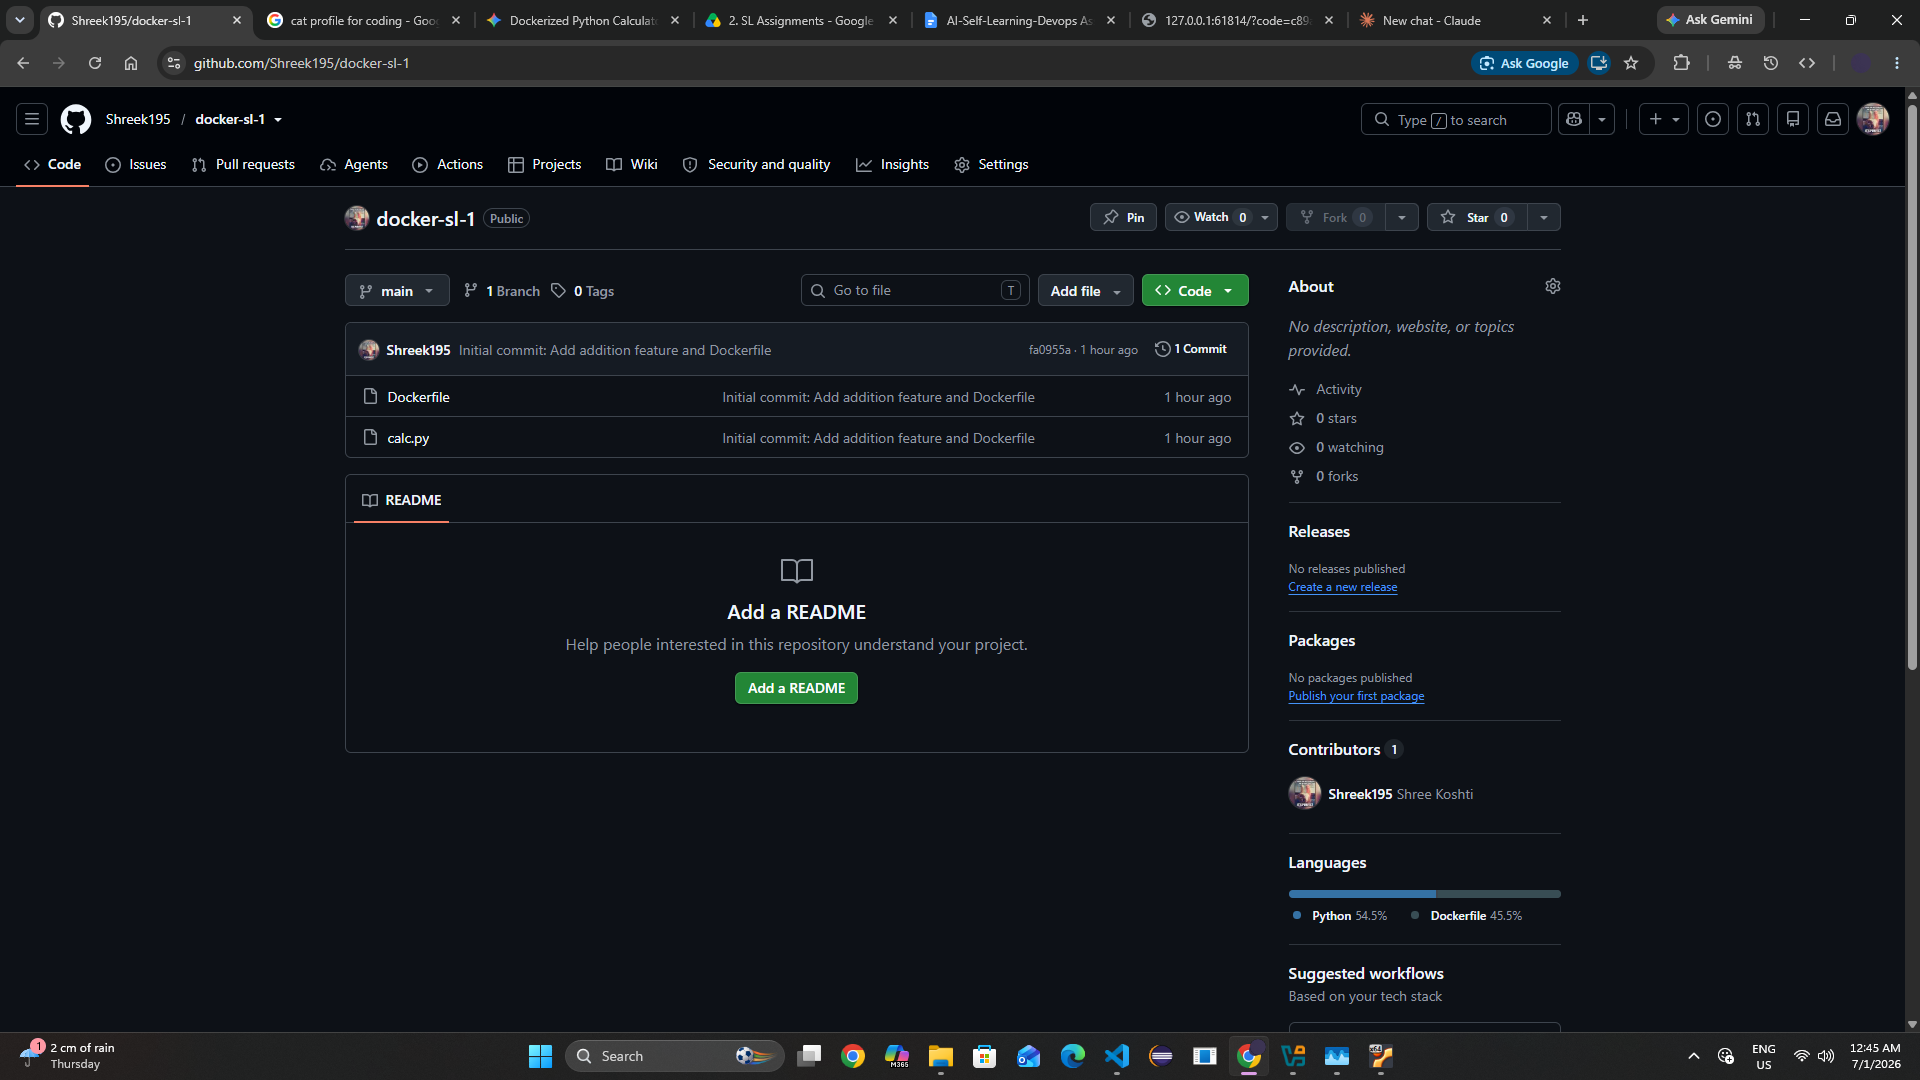 Shreek195/docker-sl-1
cat profile for coding - Goo
Dockerized Python Calculat
2. SL Assignments - Google
AI-Self-Learning-Devops As
127.0.0.1:61814/?code=c89
New chat - Claude
Ask Gemini
github.com/Shreek195/docker-sl-1
Ask Google
Shreek195 / docker-sl-1
Type / to search
Code
Issues
Pull requests
Agents
Actions
Projects
Wiki
Security and quality
Insights
Settings
docker-sl-1 Public
Pin
Watch 0
Fork 0
Star 0
main
1 Branch
0 Tags
Go to file T
Add file
Code
Shreek195 Initial commit: Add addition feature and Dockerfile
fa0955a · 1 hour ago
1 Commit
Dockerfile Initial commit: Add addition feature and Dockerfile 1 hour ago
calc.py Initial commit: Add addition feature and Dockerfile 1 hour ago
README
Add a README
Help people interested in this repository understand your project.
Add a README
About
No description, website, or topics
provided.
Activity
0 stars
0 watching
0 forks
Releases
No releases published
Create a new release
Packages
No packages published
Publish your first package
Contributors 1
Shreek195 Shree Koshti
Languages
Python 54.5% Dockerfile 45.5%
Suggested workflows
Based on your tech stack
1
2 cm of rain
Thursday
Search
M365
ENG
US
12:45 AM
7/1/2026